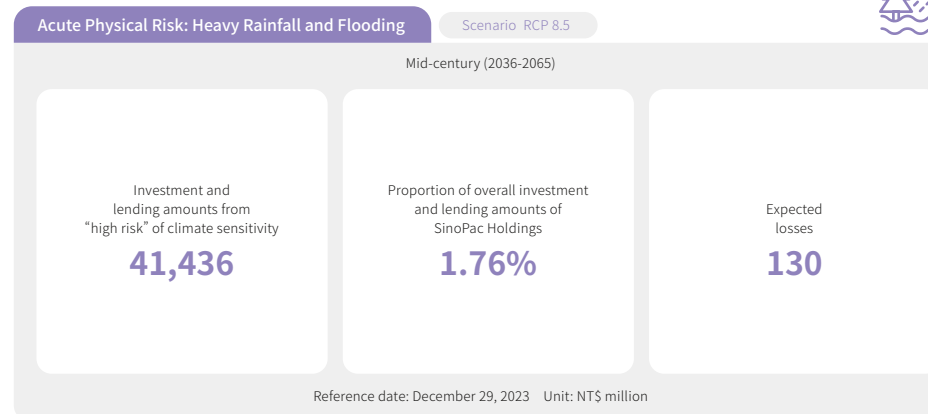 Acute Physical Risk: Heavy Rainfall and Flooding
Scenario RCP 8.5
Mid-century (2036-2065)
Investment and
lending amounts from
“high risk” of climate sensitivity
41,436
Proportion of overall investment
and lending amounts of
SinoPac Holdings
1.76%
Expected
losses
130
Reference date: December 29, 2023 Unit: NT$ million